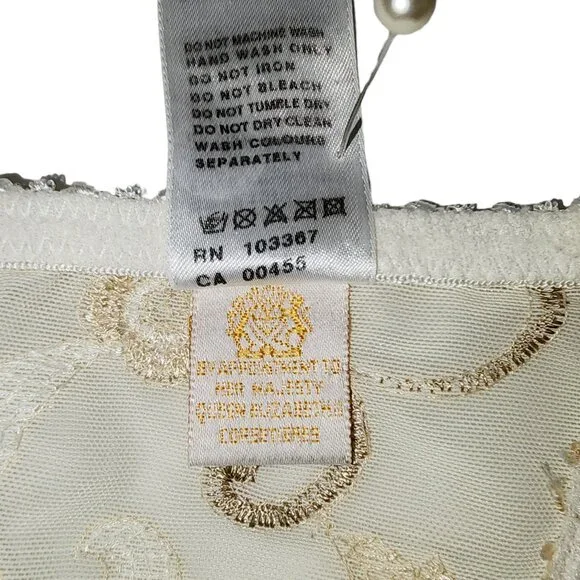 DO NOT MACHINE WASH
HAND WASH ONLY
DO NOT IRON
DO NOT BLEACH
DO NOT TUMBLE DRY
DO NOT DRY CLEAN
WASH COLOURS
SEPARATELY
RN 103367
CA 00455
BY APPOINTMENT TO
HER MAJESTY
QUEEN ELIZABETH II
CORSETIERES